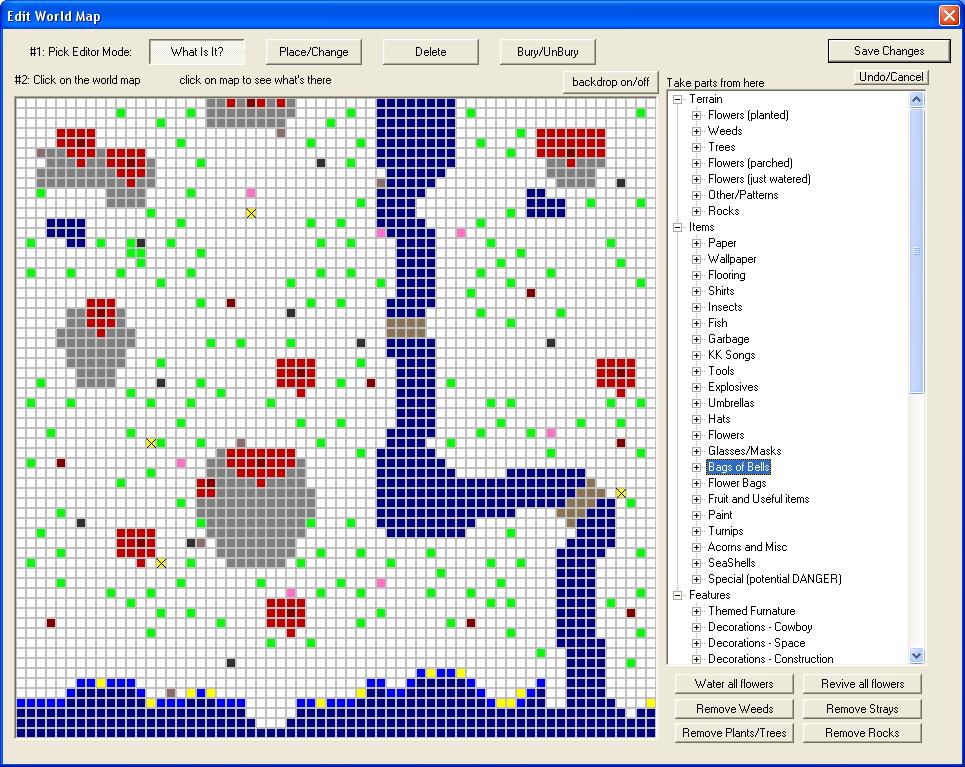 Edit World Map
#1: Pick Editor Mode:
What Is It?
Place/Change
Delete
Bury/UnBury
Save Changes
#2: Click on the world map
click on map to see what's there
backdrop on/off
Take parts from here
Undo/Cancel
Terrain
Flowers (planted)
Weeds
Trees
Flowers (parched)
Flowers (just watered)
Other/Patterns
Rocks
Items
Paper
Wallpaper
Flooring
Shirts
Insects
Fish
Garbage
KK Songs
Tools
Explosives
Umbrellas
Hats
Flowers
Glasses/Masks
Bags of Bells
Flower Bags
Fruit and Useful items
Paint
Turnips
Acorns and Misc
SeaShells
Special (potential DANGER)
Features
Themed Furnature
Decorations - Cowboy
Decorations - Space
Decorations - Construction
Water all flowers
Revive all flowers
Remove Weeds
Remove Strays
Remove Plants/Trees
Remove Rocks